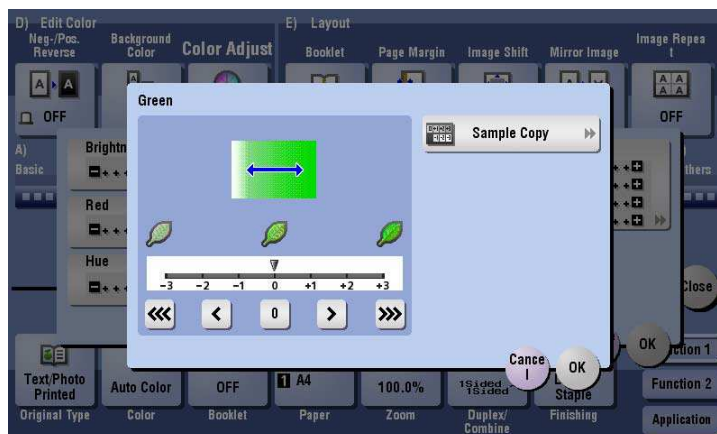 D) Edit Color
E) Layout
Neg-/Pos.
Reverse
Background
Color
Color Adjust
Booklet
Page Margin
Image Shift
Mirror Image
Image Repea
t
OFF
OFF
A)
Basic
thers
Green
Sample Copy
Brightn
Red
Hue
-3 -2 -1 0 +1 +2 +3
0
Close
Cance
l
OK
OK
ction 1
Text/Photo
Printed
Auto Color
OFF
1 A4
100.0%
1Sided
1Sided
Staple
Function 2
Original Type
Color
Booklet
Paper
Zoom
Duplex/
Combine
Finishing
Application